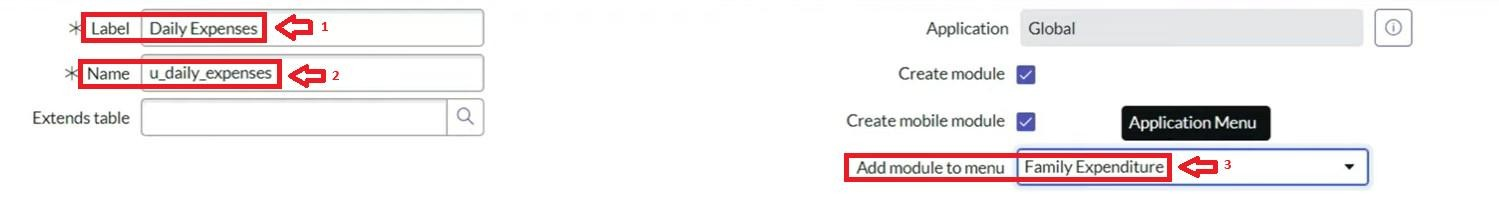 Label Daily Expenses 1
Name u_daily_expenses 2
Extends table
Application Global
Create module
Create mobile module
Application Menu
Add module to menu Family Expenditure 3